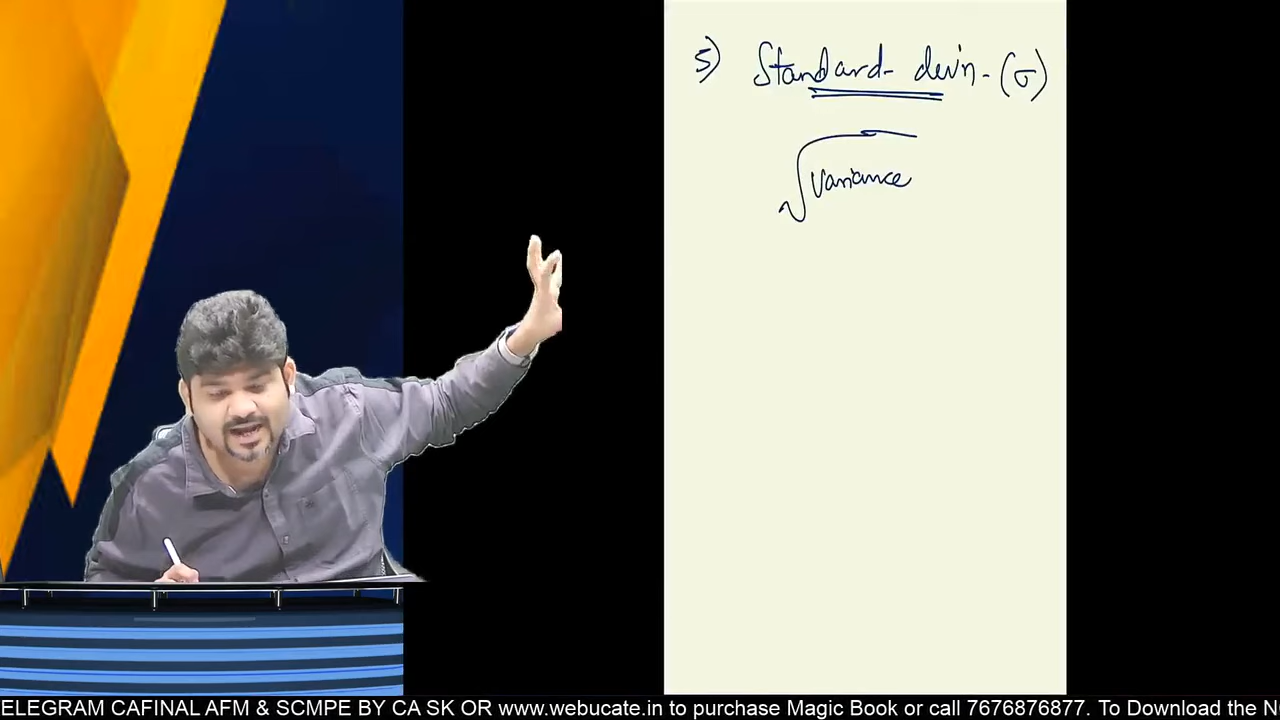 5) Standard devn. (σ)
√variance
ELEGRAM CAFINAL AFM & SCMPE BY CA SK OR www.webucate.in to purchase Magic Book or call 7676876877. To Download the N